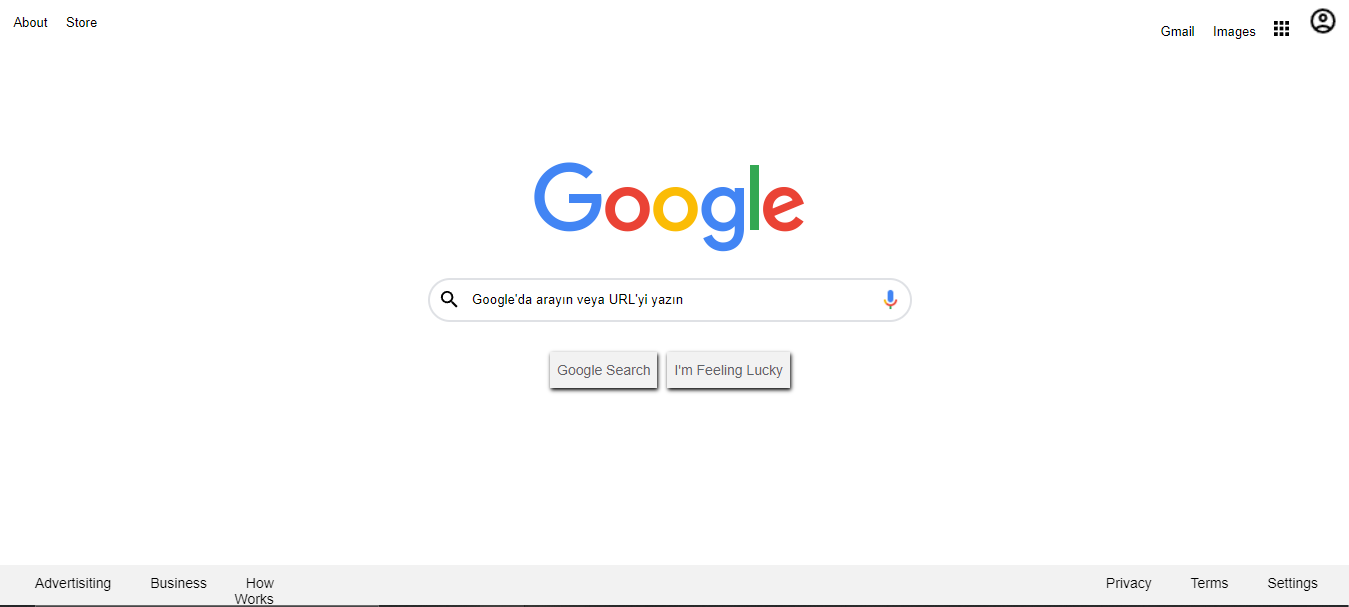 About Store
Gmail Images
Google
Google'da arayın veya URL'yi yazın
Google Search I'm Feeling Lucky
Advertisiting Business How
Works
Privacy Terms Settings